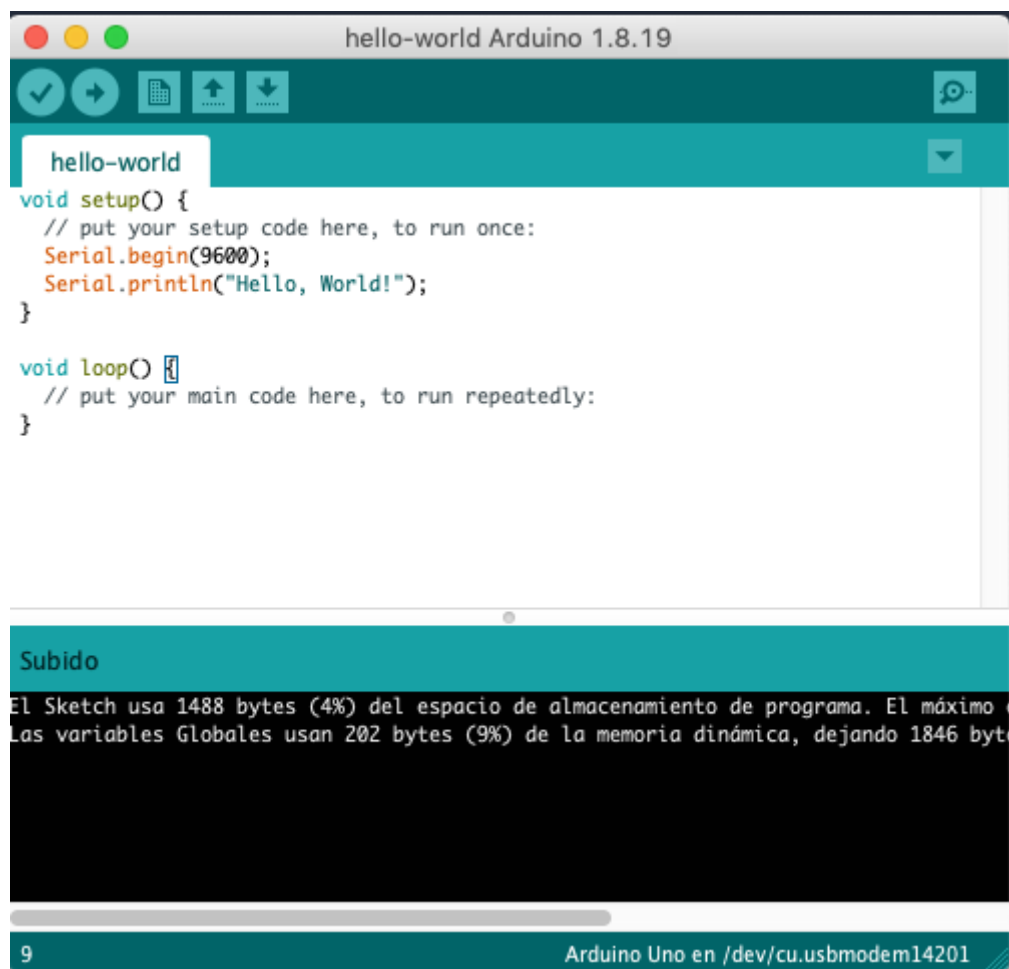 hello-world Arduino 1.8.19
hello-world
void setup() {
// put your setup code here, to run once:
Serial.begin(9600);
Serial.println("Hello, World!");
}
void loop() {
// put your main code here, to run repeatedly:
}
Subido
El Sketch usa 1488 bytes (4%) del espacio de almacenamiento de programa. El máximo
Las variables Globales usan 202 bytes (9%) de la memoria dinámica, dejando 1846 byt
9
Arduino Uno en /dev/cu.usbmodem14201